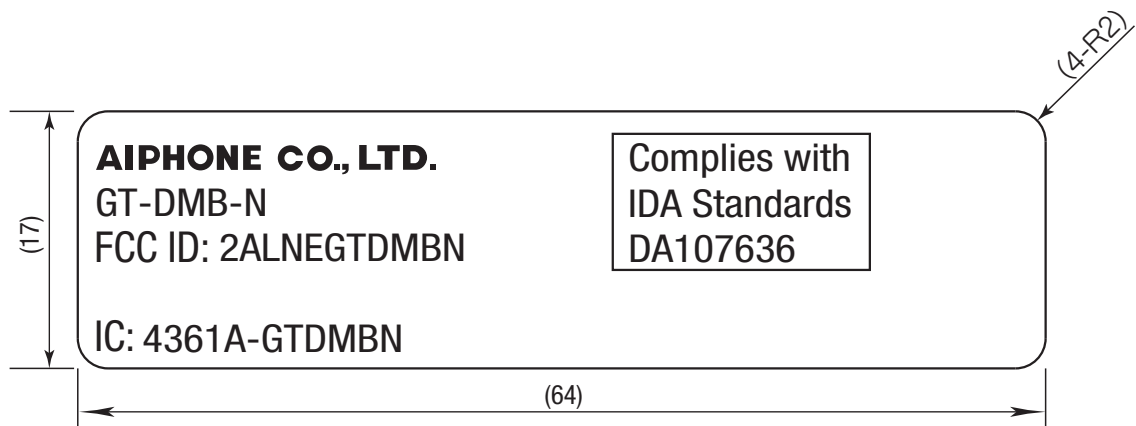 (4-R2)
AIPHONE CO., LTD.
GT-DMB-N
FCC ID: 2ALNEGTDMBN
IC: 4361A-GTDMBN
Complies with
IDA Standards
DA107636
(17)
(64)